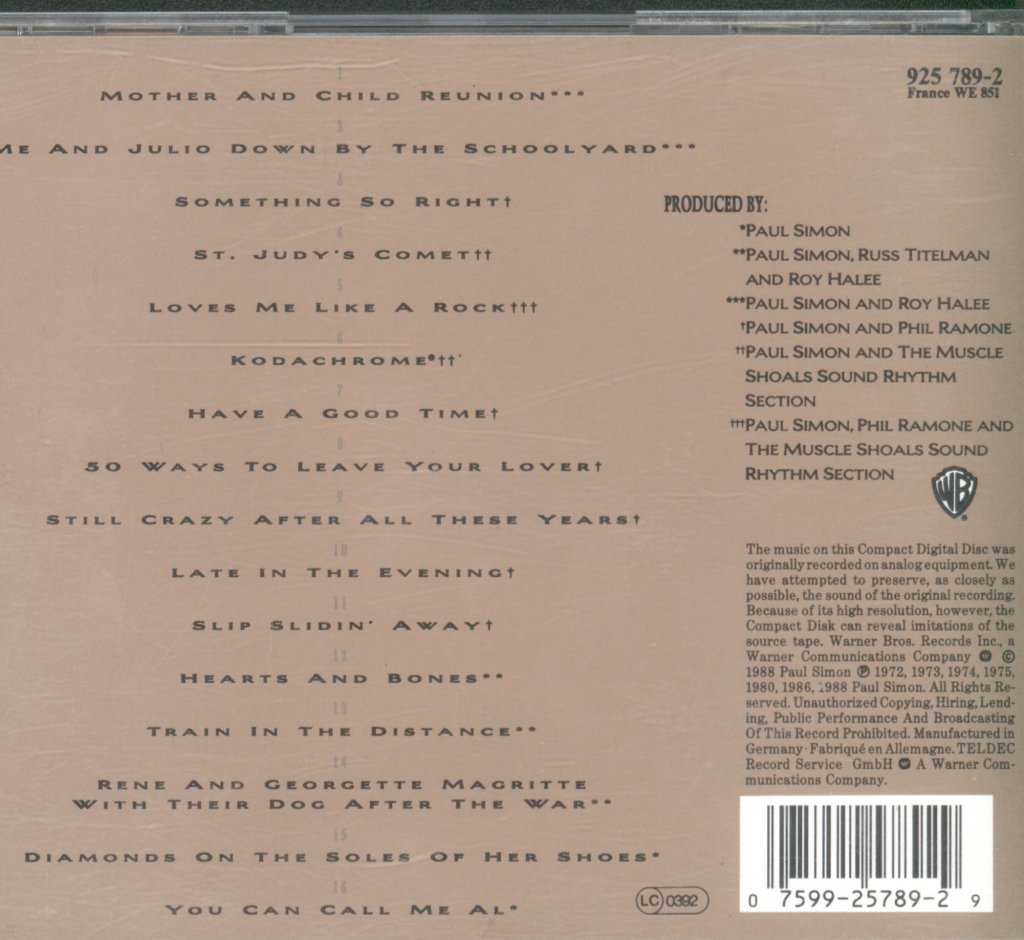 1
MOTHER AND CHILD REUNION***
2
ME AND JULIO DOWN BY THE SCHOOLYARD***
3
SOMETHING SO RIGHT†
4
ST. JUDY'S COMET††
5
LOVES ME LIKE A ROCK†††
6
KODACHROME®††
7
HAVE A GOOD TIME†
8
50 WAYS TO LEAVE YOUR LOVER†
9
STILL CRAZY AFTER ALL THESE YEARS†
10
LATE IN THE EVENING†
11
SLIP SLIDIN' AWAY†
12
HEARTS AND BONES**
13
TRAIN IN THE DISTANCE**
14
RENE AND GEORGETTE MAGRITTE
WITH THEIR DOG AFTER THE WAR**
15
DIAMONDS ON THE SOLES OF HER SHOES*
16
YOU CAN CALL ME AL*
925 789-2
France WE 851
PRODUCED BY:
*PAUL SIMON
**PAUL SIMON, RUSS TITELMAN
AND ROY HALEE
***PAUL SIMON AND ROY HALEE
†PAUL SIMON AND PHIL RAMONE
††PAUL SIMON AND THE MUSCLE
SHOALS SOUND RHYTHM
SECTION
†††PAUL SIMON, PHIL RAMONE AND
THE MUSCLE SHOALS SOUND
RHYTHM SECTION
WB
The music on this Compact Digital Disc was
originally recorded on analog equipment. We
have attempted to preserve, as closely as
possible, the sound of the original recording.
Because of its high resolution, however, the
Compact Disk can reveal imitations of the
source tape. Warner Bros. Records Inc., a
Warner Communications Company ⓦ ©
1988 Paul Simon ℗ 1972, 1973, 1974, 1975,
1980, 1986, 1988 Paul Simon. All Rights Re-
served. Unauthorized Copying, Hiring, Lend-
ing, Public Performance And Broadcasting
Of This Record Prohibited. Manufactured in
Germany · Fabriqué en Allemagne. TELDEC
Record Service GmbH ⓦ A Warner Com-
munications Company.
LC 0392
0 7599-25789-2 9